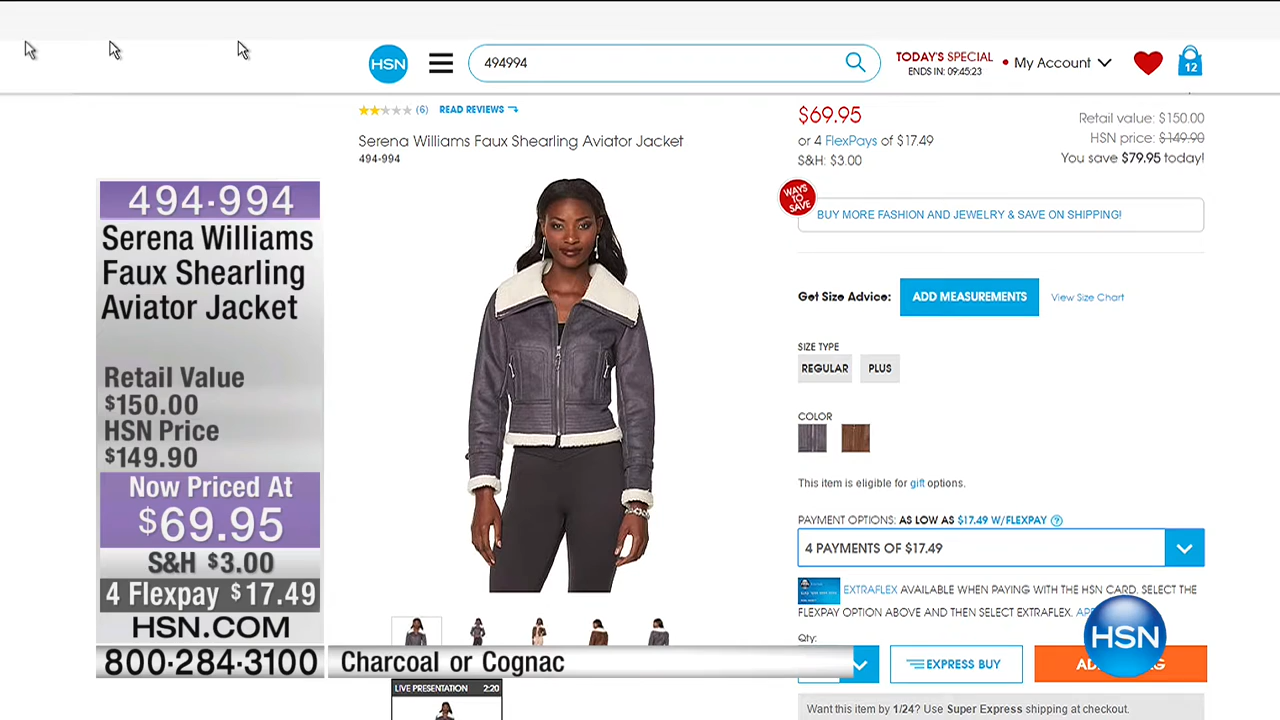 HSN
494994
TODAY'S SPECIAL
ENDS IN: 09:45:23
My Account
12
(6) READ REVIEWS
Serena Williams Faux Shearling Aviator Jacket
494-994
$69.95
or 4 FlexPays of $17.49
S&H: $3.00
Retail value: $150.00
HSN price: $149.90
You save $79.95 today!
WAYS
TO
SAVE
BUY MORE FASHION AND JEWELRY & SAVE ON SHIPPING!
494-994
Serena Williams
Faux Shearling
Aviator Jacket
Retail Value
$150.00
HSN Price
$149.90
Now Priced At
$69.95
S&H $3.00
4 Flexpay $17.49
HSN.COM
800-284-3100
Charcoal or Cognac
Get Size Advice: ADD MEASUREMENTS View Size Chart
SIZE TYPE
REGULAR PLUS
COLOR
This item is eligible for gift options.
PAYMENT OPTIONS: AS LOW AS $17.49 W/FLEXPAY ?
4 PAYMENTS OF $17.49
EXTRAFLEX AVAILABLE WHEN PAYING WITH THE HSN CARD. SELECT THE
FLEXPAY OPTION ABOVE AND THEN SELECT EXTRAFLEX.
Qty:
EXPRESS BUY
HSN
LIVE PRESENTATION 2:20
Want this item by 1/24? Use Super Express shipping at checkout.